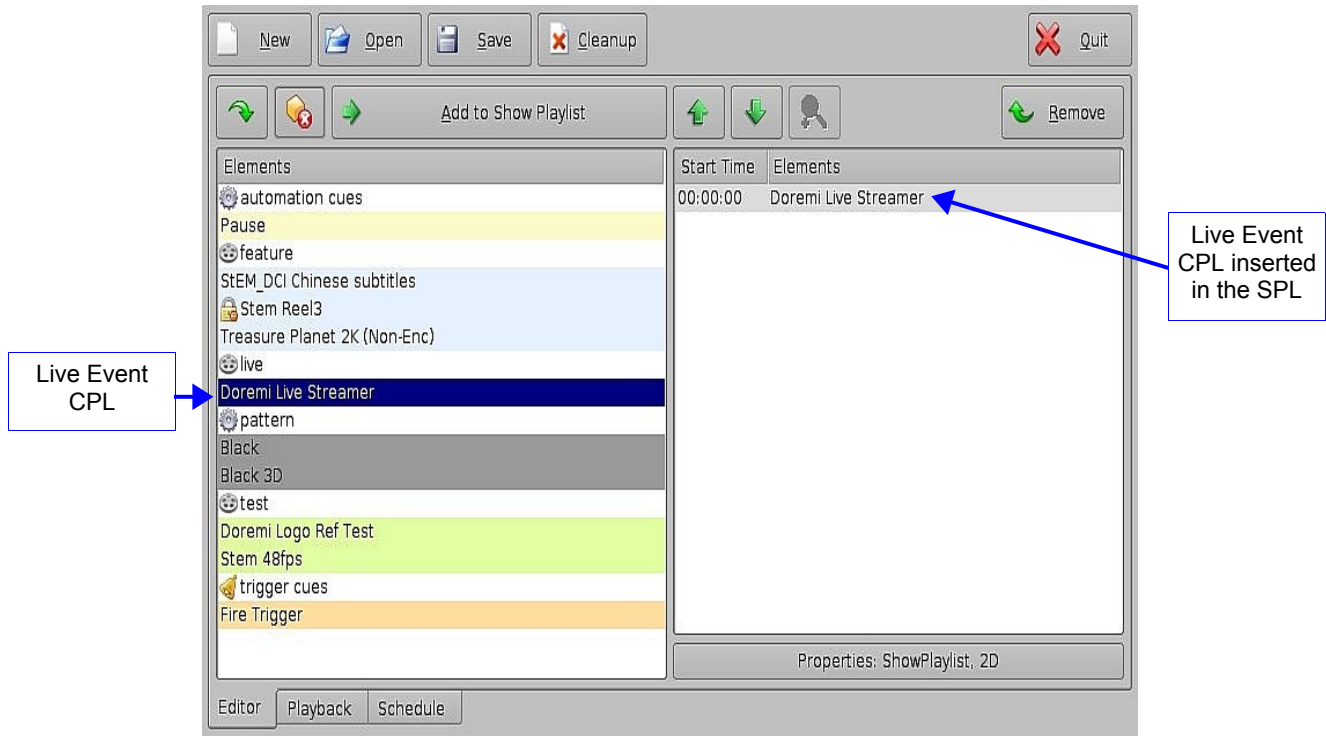 New
Open
Save
Cleanup
Quit
Add to Show Playlist
Remove
Elements
automation cues
Pause
feature
StEM_DCI Chinese subtitles
Stem Reel3
Treasure Planet 2K (Non-Enc)
live
Doremi Live Streamer
pattern
Black
Black 3D
test
Doremi Logo Ref Test
Stem 48fps
trigger cues
Fire Trigger
Start Time Elements
00:00:00 Doremi Live Streamer
Properties: ShowPlaylist, 2D
Editor
Playback
Schedule
Live Event
CPL
Live Event
CPL inserted
in the SPL